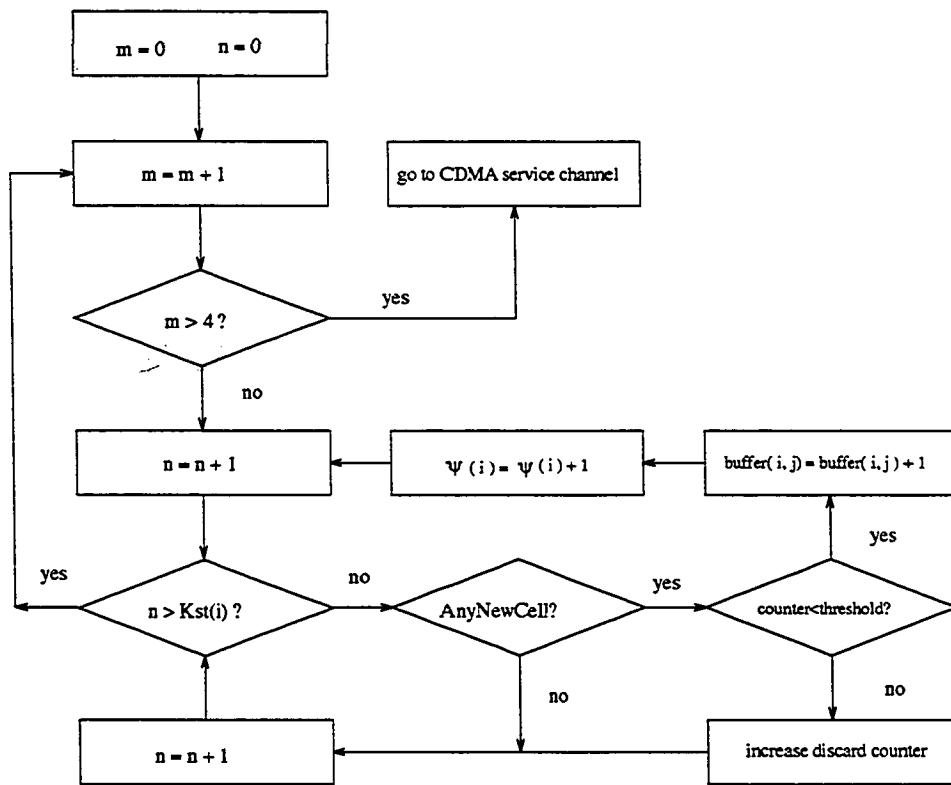 m = 0 n = 0
m = m + 1
go to CDMA service channel
yes
m > 4 ?
no
n = n + 1
Ψ ( i ) = Ψ ( i ) + 1
buffer( i, j) = buffer( i, j ) + 1
yes
yes
no
yes
n > Kst(i) ?
AnyNewCell?
counter<threshold?
no
no
n = n + 1
increase discard counter